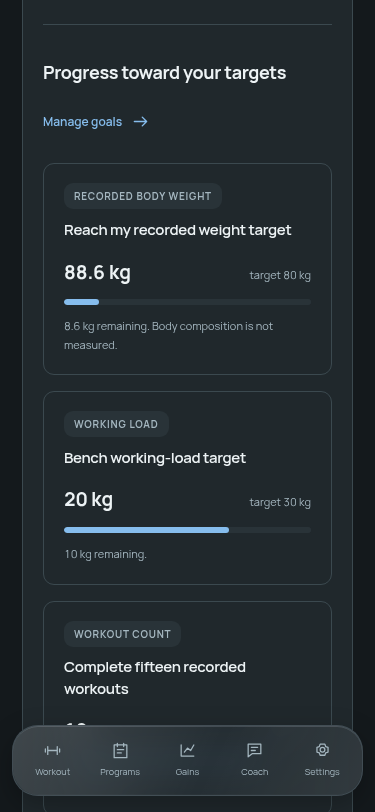 Progress toward your targets
Manage goals
RECORDED BODY WEIGHT
Reach my recorded weight target
88.6 kg
target 80 kg
8.6 kg remaining. Body composition is not
measured.
WORKING LOAD
Bench working-load target
20 kg
target 30 kg
10 kg remaining.
WORKOUT COUNT
Complete fifteen recorded
workouts
Workout
Programs
Gains
Coach
Settings